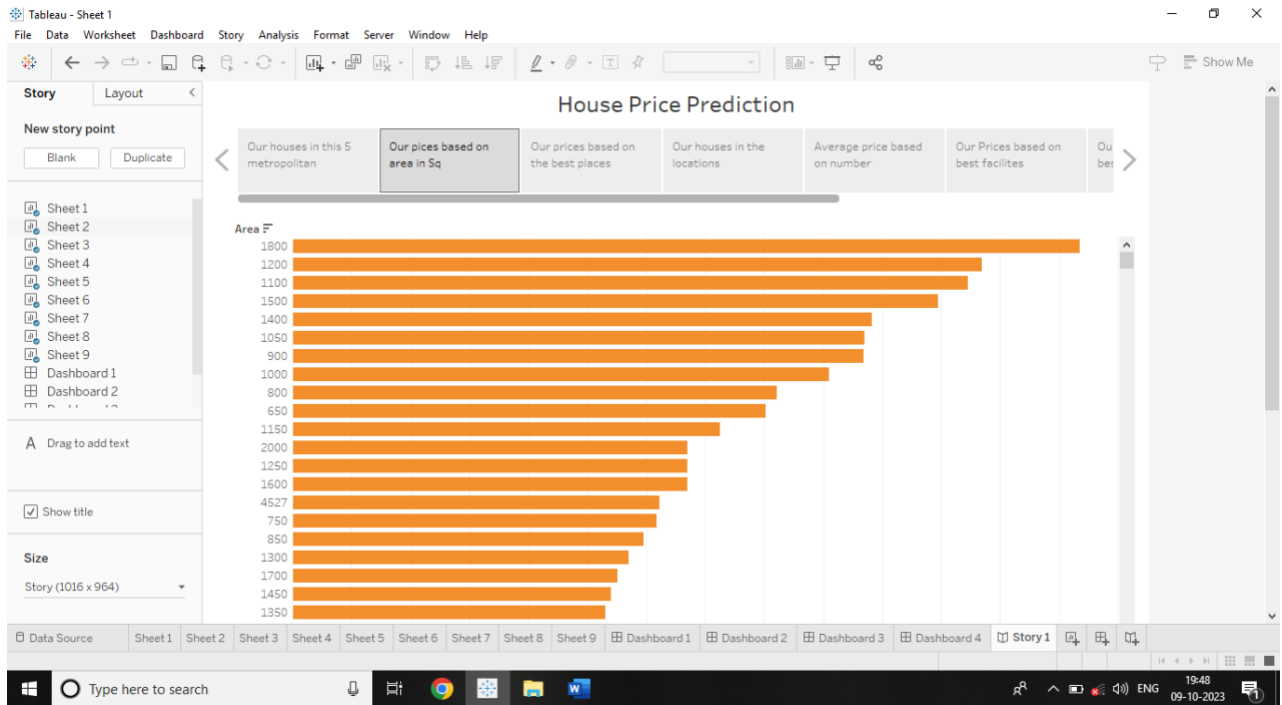 Tableau - Sheet 1
File Data Worksheet Dashboard Story Analysis Format Server Window Help
Show Me
Story Layout
New story point
Blank Duplicate
Sheet 1
Sheet 2
Sheet 3
Sheet 4
Sheet 5
Sheet 6
Sheet 7
Sheet 8
Sheet 9
Dashboard 1
Dashboard 2
A Drag to add text
Show title
Size
Story (1016 x 964)
House Price Prediction
Our houses in this 5
metropolitan
Our pices based on
area in Sq
Our prices based on
the best places
Our houses in the
locations
Average price based
on number
Our Prices based on
best facilites
Ou
bes
Area
1800
1200
1100
1500
1400
1050
900
1000
800
650
1150
2000
1250
1600
4527
750
850
1300
1700
1450
1350
Data Source Sheet 1 Sheet 2 Sheet 3 Sheet 4 Sheet 5 Sheet 6 Sheet 7 Sheet 8 Sheet 9 Dashboard 1 Dashboard 2 Dashboard 3 Dashboard 4 Story 1
Type here to search
ENG
19:48
09-10-2023
1